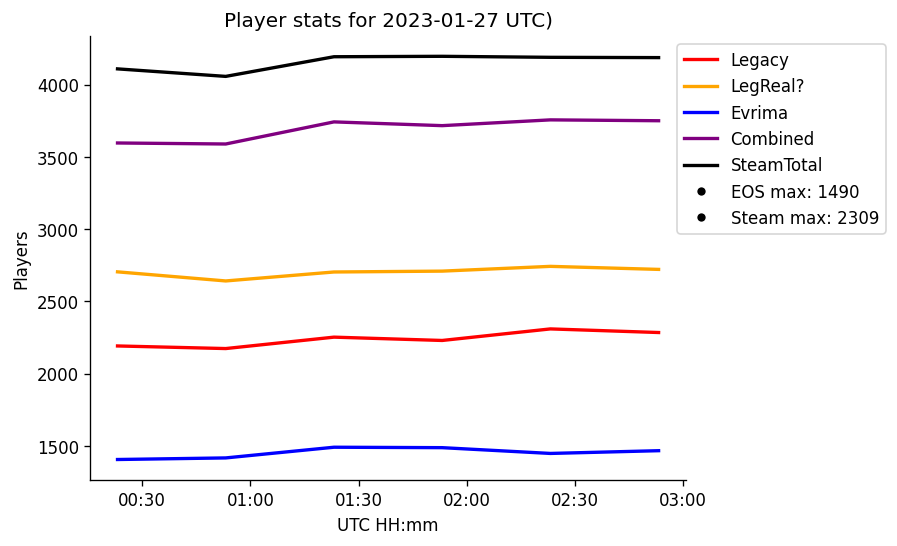 Player stats for 2023-01-27 UTC)
Legacy
LegReal?
Evrima
Combined
SteamTotal
EOS max: 1490
Steam max: 2309
Players
4000
3500
3000
2500
2000
1500
00:30 01:00 01:30 02:00 02:30 03:00
UTC HH:mm